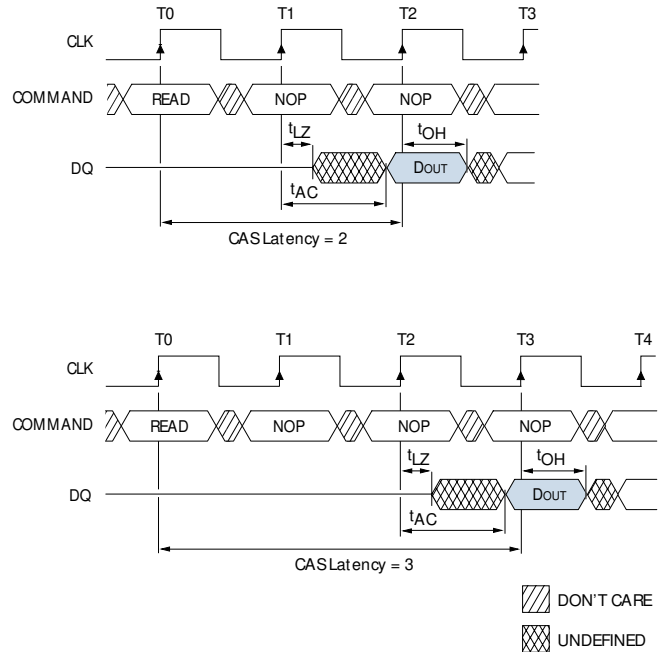 T0 T1 T2 T3
CLK
COMMAND READ NOP NOP
tLZ tOH
DQ DOUT
tAC
CAS Latency = 2
T0 T1 T2 T3 T4
CLK
COMMAND READ NOP NOP NOP
tLZ tOH
DQ DOUT
tAC
CAS Latency = 3
DON'T CARE
UNDEFINED